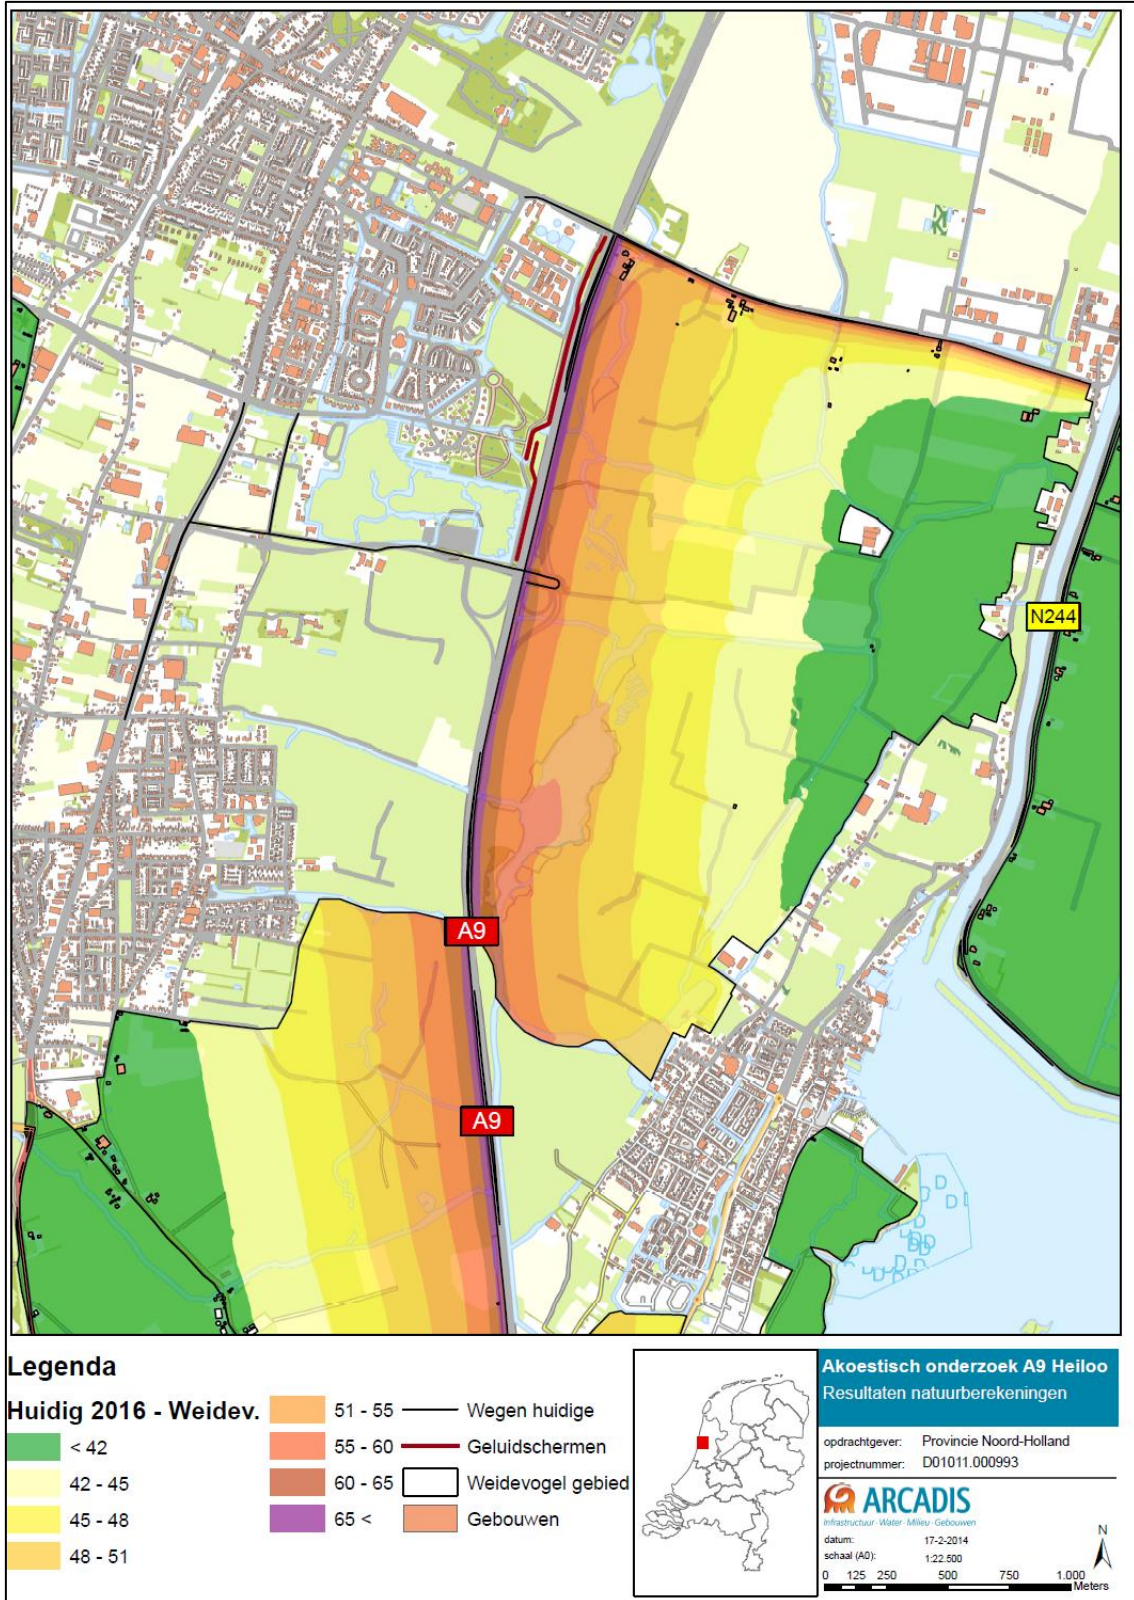 N244
A9
A9
Legenda
Huidig 2016 - Weidev.
< 42
42 - 45
45 - 48
48 - 51
51 - 55
55 - 60
60 - 65
65 <
Wegen huidige
Geluidschermen
Weidevogel gebied
Gebouwen
Akoestisch onderzoek A9 Heiloo
Resultaten natuurberekeningen
opdrachtgever: Provincie Noord-Holland
projectnummer: D01011.000993
ARCADIS
Infrastructuur · Water · Milieu · Gebouwen
datum: 17-2-2014
schaal (A0): 1:22.500
N
0 125 250 500 750 1.000
Meters